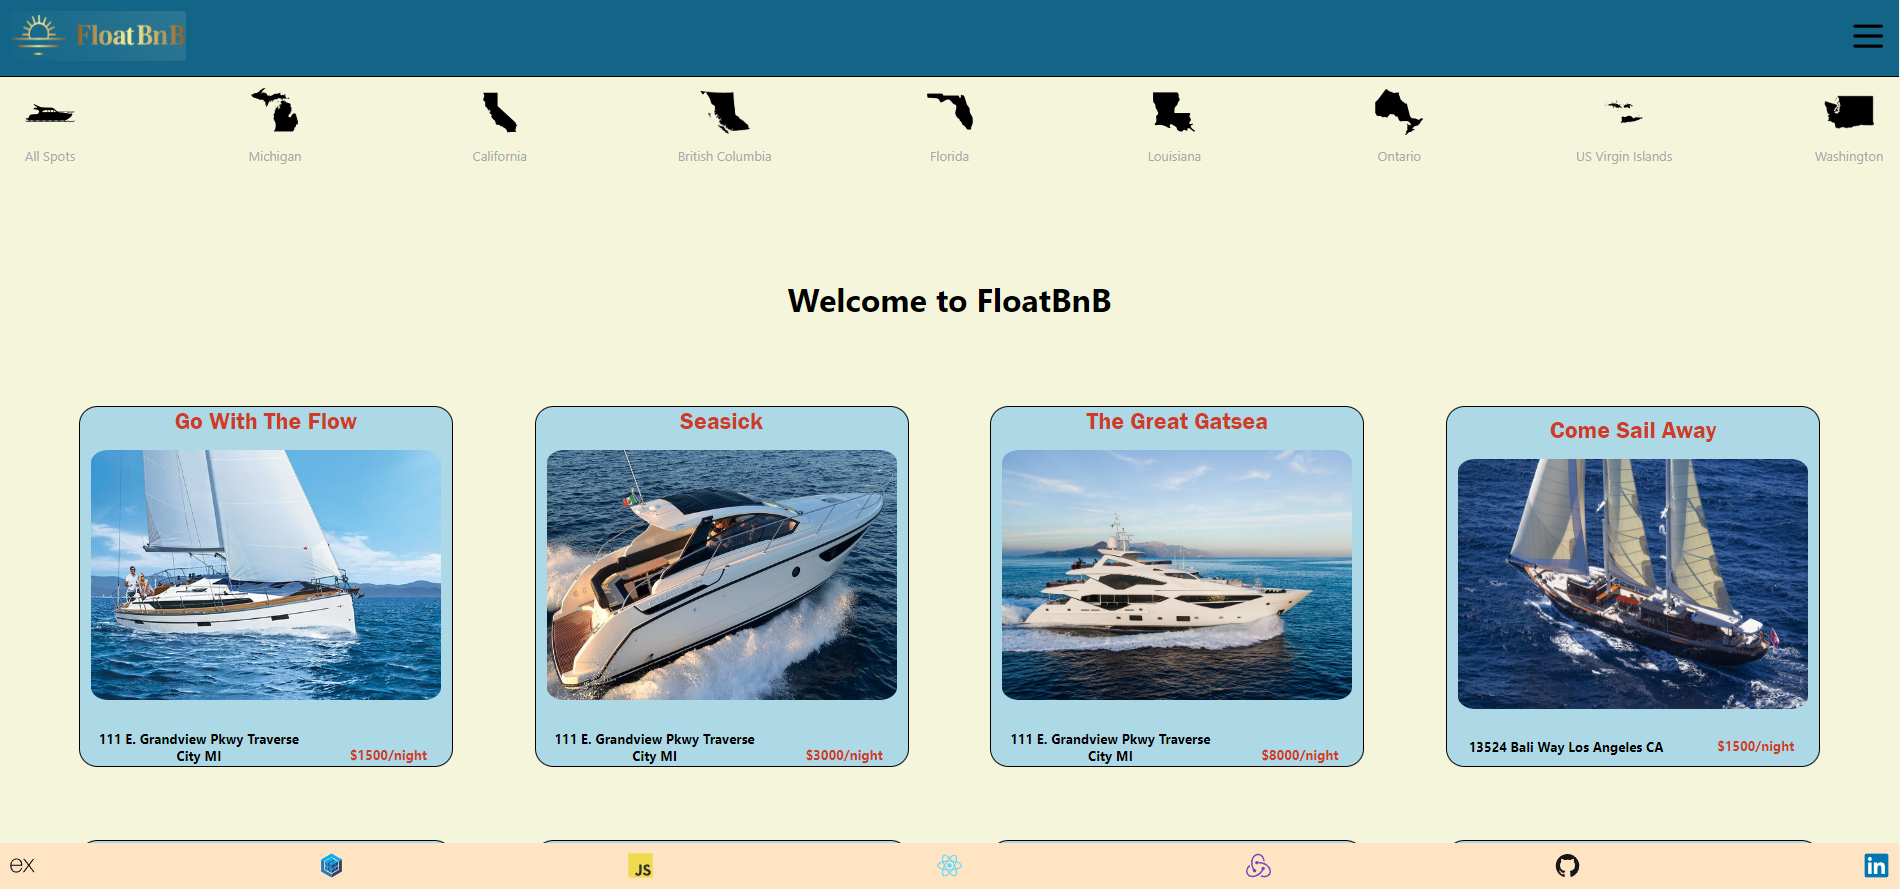 FloatBnB
All Spots
Michigan
California
British Columbia
Florida
Louisiana
Ontario
US Virgin Islands
Washington
Welcome to FloatBnB
Go With The Flow
Seasick
The Great Gatsea
Come Sail Away
111 E. Grandview Pkwy Traverse
City MI
$1500/night
111 E. Grandview Pkwy Traverse
City MI
$3000/night
111 E. Grandview Pkwy Traverse
City MI
$8000/night
13524 Bali Way Los Angeles CA
$1500/night
ex
JS
in